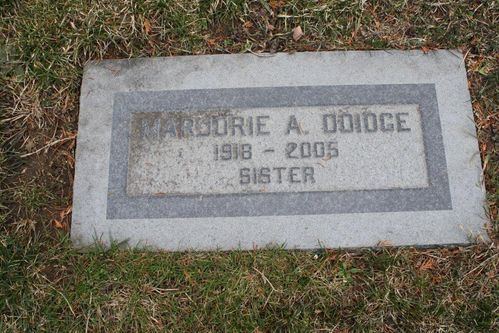 MARJORIE A. DOIDGE
1918 - 2005
SISTER